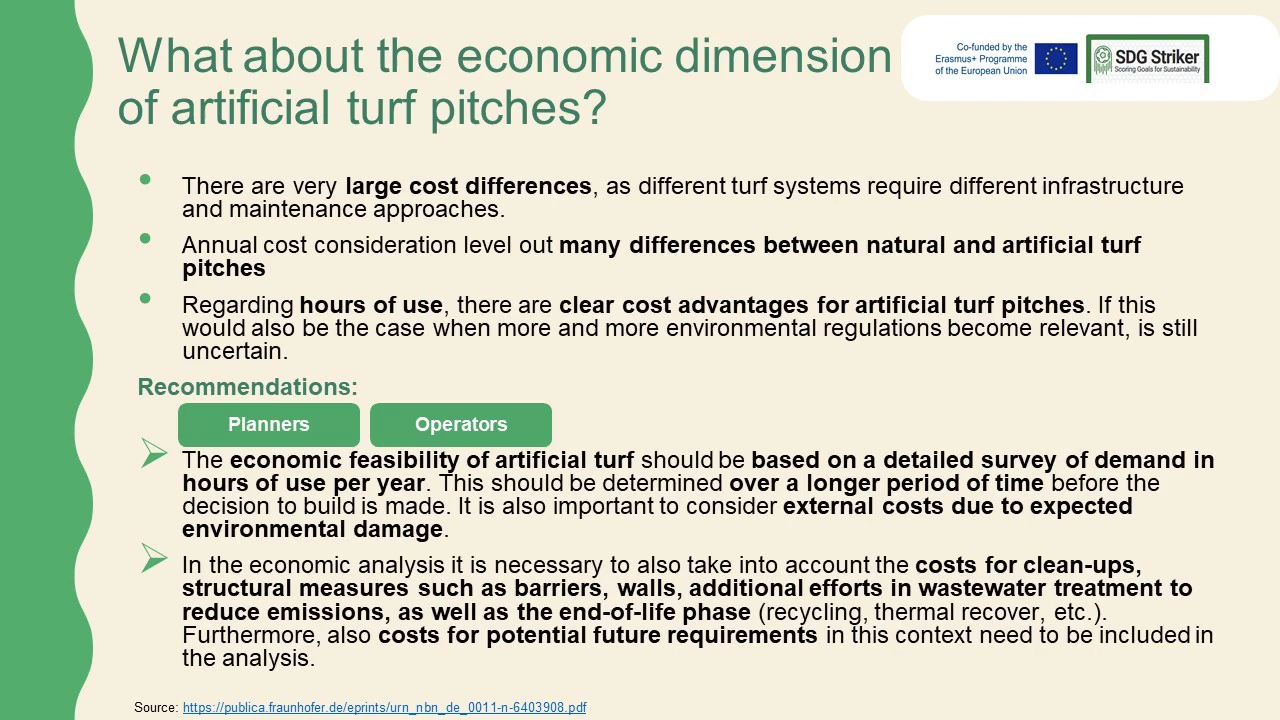 What about the economic dimension
of artificial turf pitches?
Co-funded by the
Erasmus+ Programme
of the European Union
SDG Striker
Scoring Goals for Sustainability
• There are very large cost differences, as different turf systems require different infrastructure
and maintenance approaches.
• Annual cost consideration level out many differences between natural and artificial turf
pitches
• Regarding hours of use, there are clear cost advantages for artificial turf pitches. If this
would also be the case when more and more environmental regulations become relevant, is still
uncertain.
Recommendations:
Planners
Operators
The economic feasibility of artificial turf should be based on a detailed survey of demand in
hours of use per year. This should be determined over a longer period of time before the
decision to build is made. It is also important to consider external costs due to expected
environmental damage.
In the economic analysis it is necessary to also take into account the costs for clean-ups,
structural measures such as barriers, walls, additional efforts in wastewater treatment to
reduce emissions, as well as the end-of-life phase (recycling, thermal recover, etc.).
Furthermore, also costs for potential future requirements in this context need to be included in
the analysis.
Source: https://publica.fraunhofer.de/eprints/urn_nbn_de_0011-n-6403908.pdf